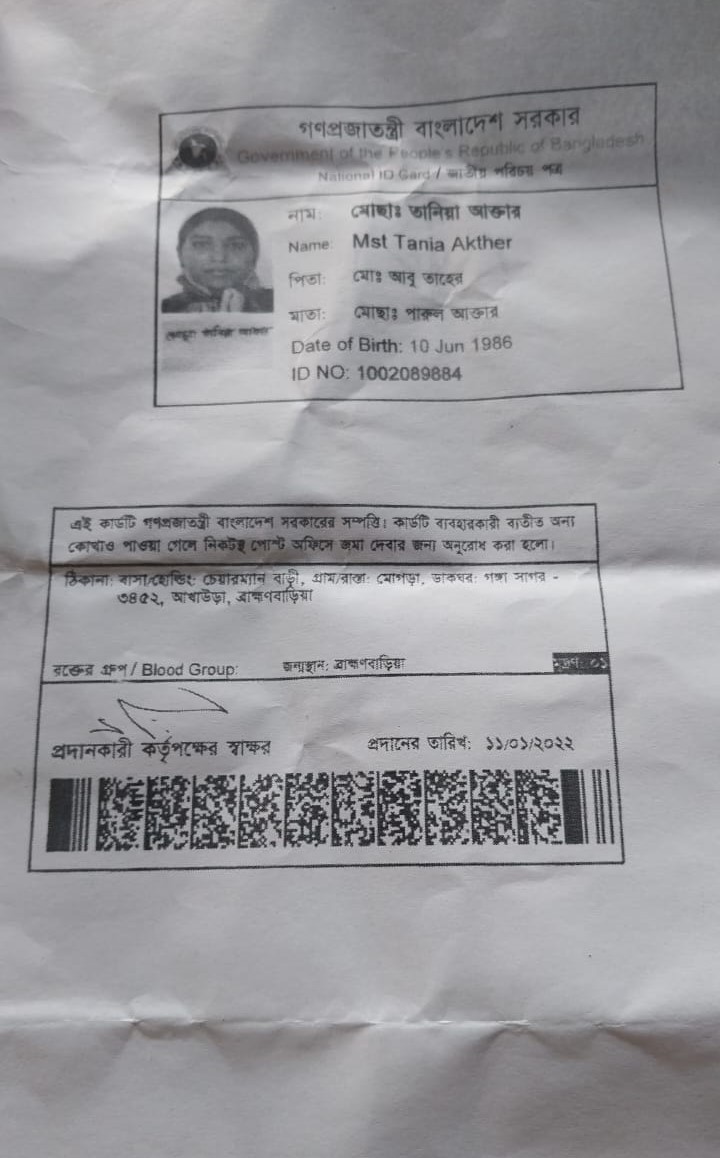 গণপ্রজাতন্ত্রী বাংলাদেশ সরকার
Government of the People's Republic of Bangladesh
National ID Card / জাতীয় পরিচয় পত্র
নাম: মোছাঃ তানিয়া আক্তার
Name: Mst Tania Akther
পিতা: মোঃ আবু তাহের
মাতা: মোছাঃ পারুল আক্তার
Date of Birth: 10 Jun 1986
ID NO: 1002089884
এই কার্ডটি গণপ্রজাতন্ত্রী বাংলাদেশ সরকারের সম্পত্তি। কার্ডটি ব্যবহারকারী ব্যতীত অন্য
কোথাও পাওয়া গেলে নিকটস্থ পোস্ট অফিসে জমা দেবার জন্য অনুরোধ করা হলো।
ঠিকানা: বাসা/হোল্ডিং: চেয়ারম্যান বাড়ী, গ্রাম/রাস্তা: মোগড়া, ডাকঘর: গঙ্গা সাগর -
৩৪৫২, আখাউড়া, ব্রাহ্মণবাড়িয়া
রক্তের গ্রুপ / Blood Group: জন্মস্থান: ব্রাহ্মণবাড়িয়া মুদ্রণ: ০১
প্রদানকারী কর্তৃপক্ষের স্বাক্ষর প্রদানের তারিখ: ১১/০১/২০২২